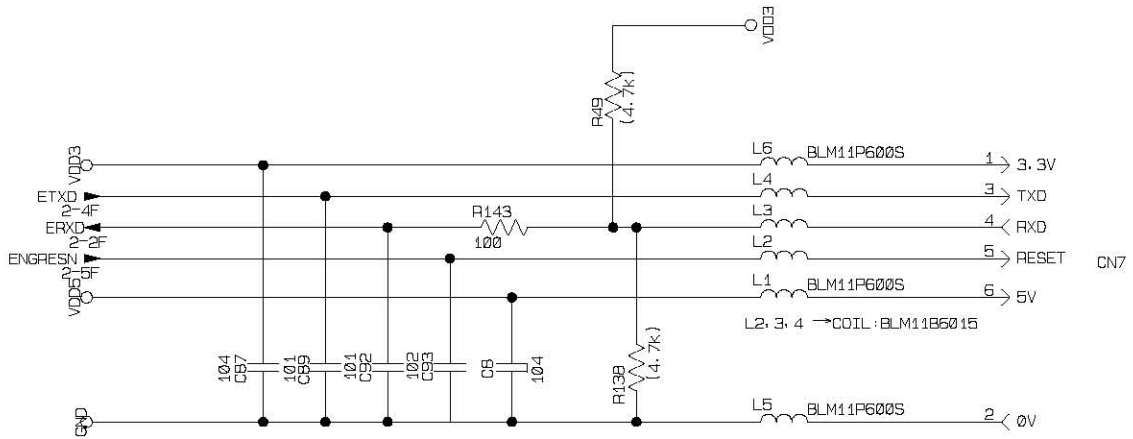 VDD3
R49
(4.7k)
VDD3
L6
BLM11P600S
1
3.3V
ETXD
2-4F
L4
3
TXD
ERXD
2-2F
R143
100
L3
4
RXD
ENGRESN
2-5F
L2
5
RESET
CN7
VDD5
L1
BLM11P600S
6
5V
L2,3,4 →COIL:BLM11B601S
104
C87
101
C89
101
C92
102
C93
C8
104
R138
(4.7k)
GND
L5
BLM11P600S
2
0V